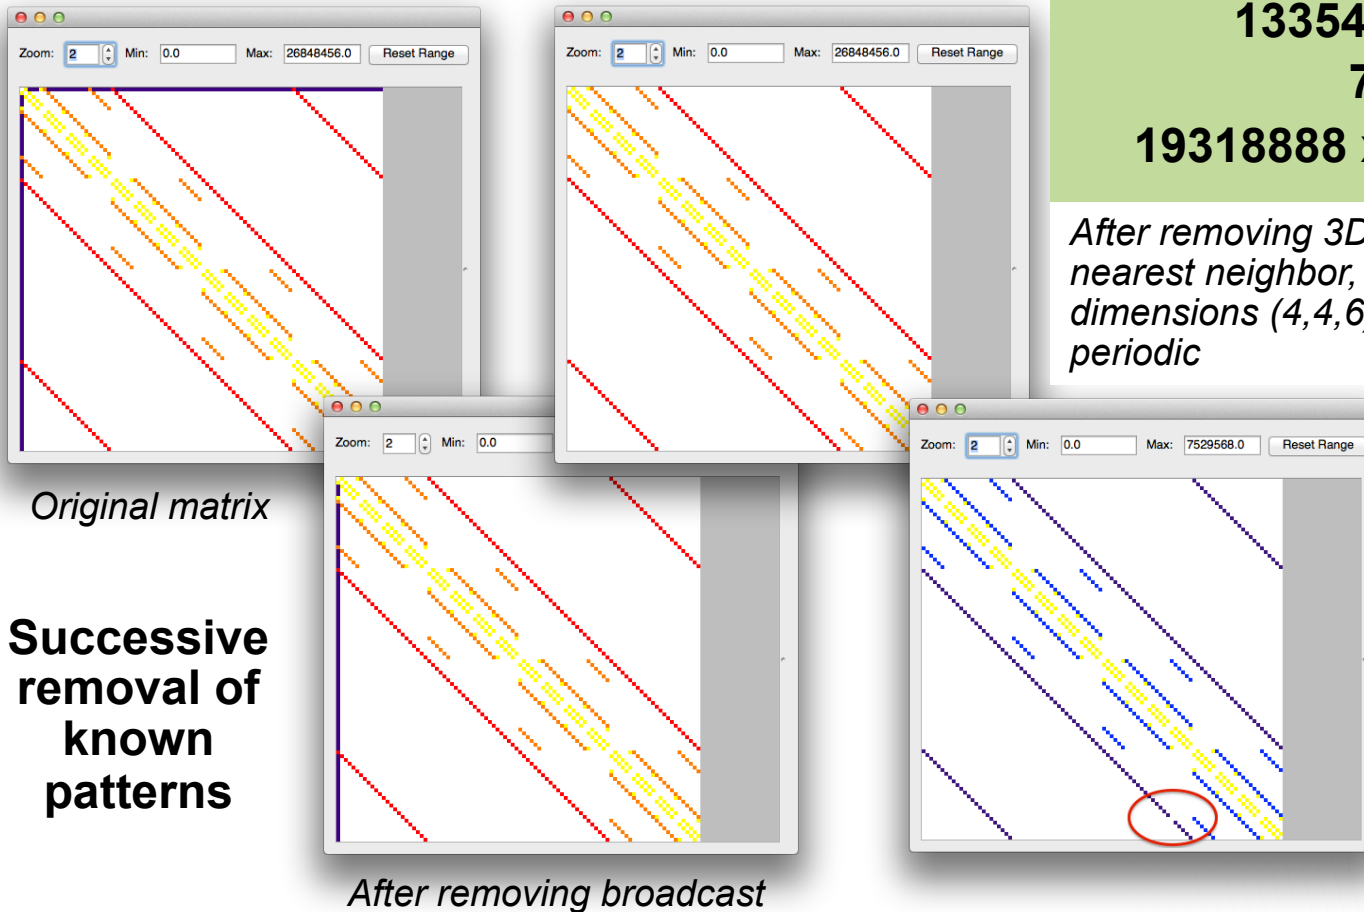 Zoom: 2 Min: 0.0 Max: 26848456.0 Reset Range
Original matrix
Successive
removal of
known
patterns
Zoom: 2 Min: 0.0
After removing broadcast
Zoom: 2 Min: 0.0 Max: 26848456.0 Reset Range
13354
7
19318888
After removing 3D
nearest neighbor,
dimensions (4,4,6)
periodic
Zoom: 2 Min: 0.0 Max: 7529568.0 Reset Range